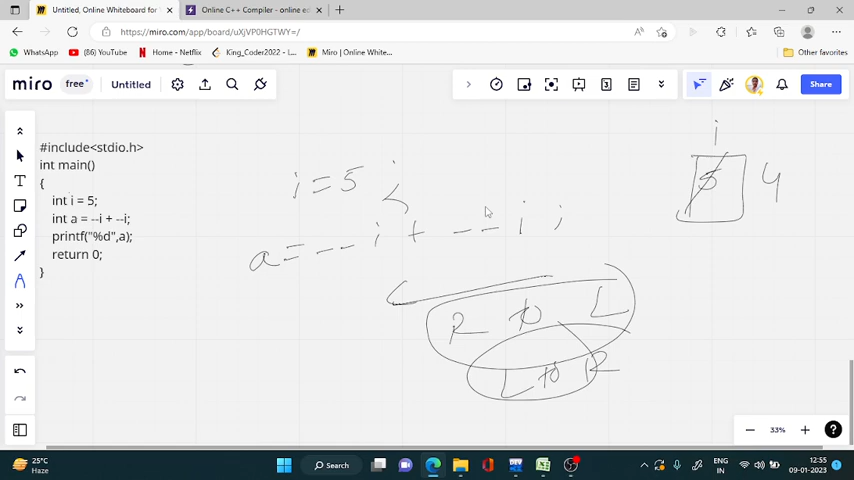 Untitled, Online Whiteboard for
Online C++ Compiler - online ed
https://miro.com/app/board/uXjVP0HGTWY=/
WhatsApp
(86) YouTube
Home - Netflix
King_Coder2022 - L...
Miro | Online White...
Other favorites
miro
free
Untitled
3
Share
#include<stdio.h>
int main()
{
int i = 5;
int a = --i + --i;
printf("%d",a);
return 0;
}
i = 5 ;
a = -- i + -- i ;
R to L
L to R
i
5 4
33%
25°C
Haze
Search
ENG
IN
12:55
09-01-2023